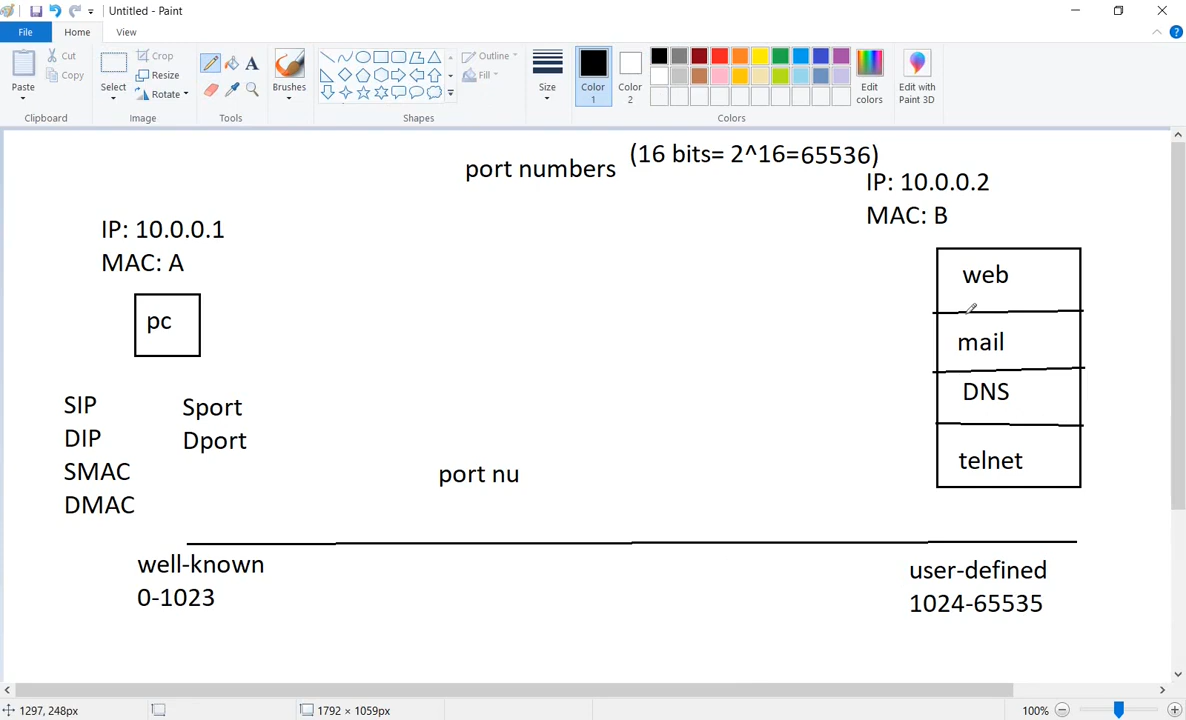 Untitled - Paint
File
Home
View
Paste
Cut
Copy
Clipboard
Select
Crop
Resize
Rotate
Image
A
Tools
Brushes
Outline
Fill
Shapes
Size
Color 1
Color 2
Edit colors
Edit with Paint 3D
Colors
port numbers
(16 bits= 2^16=65536)
IP: 10.0.0.2
MAC: B
IP: 10.0.0.1
MAC: A
pc
web
mail
DNS
telnet
SIP
DIP
SMAC
DMAC
Sport
Dport
port nu
well-known
0-1023
user-defined
1024-65535
1297, 248px
1792 × 1059px
100%